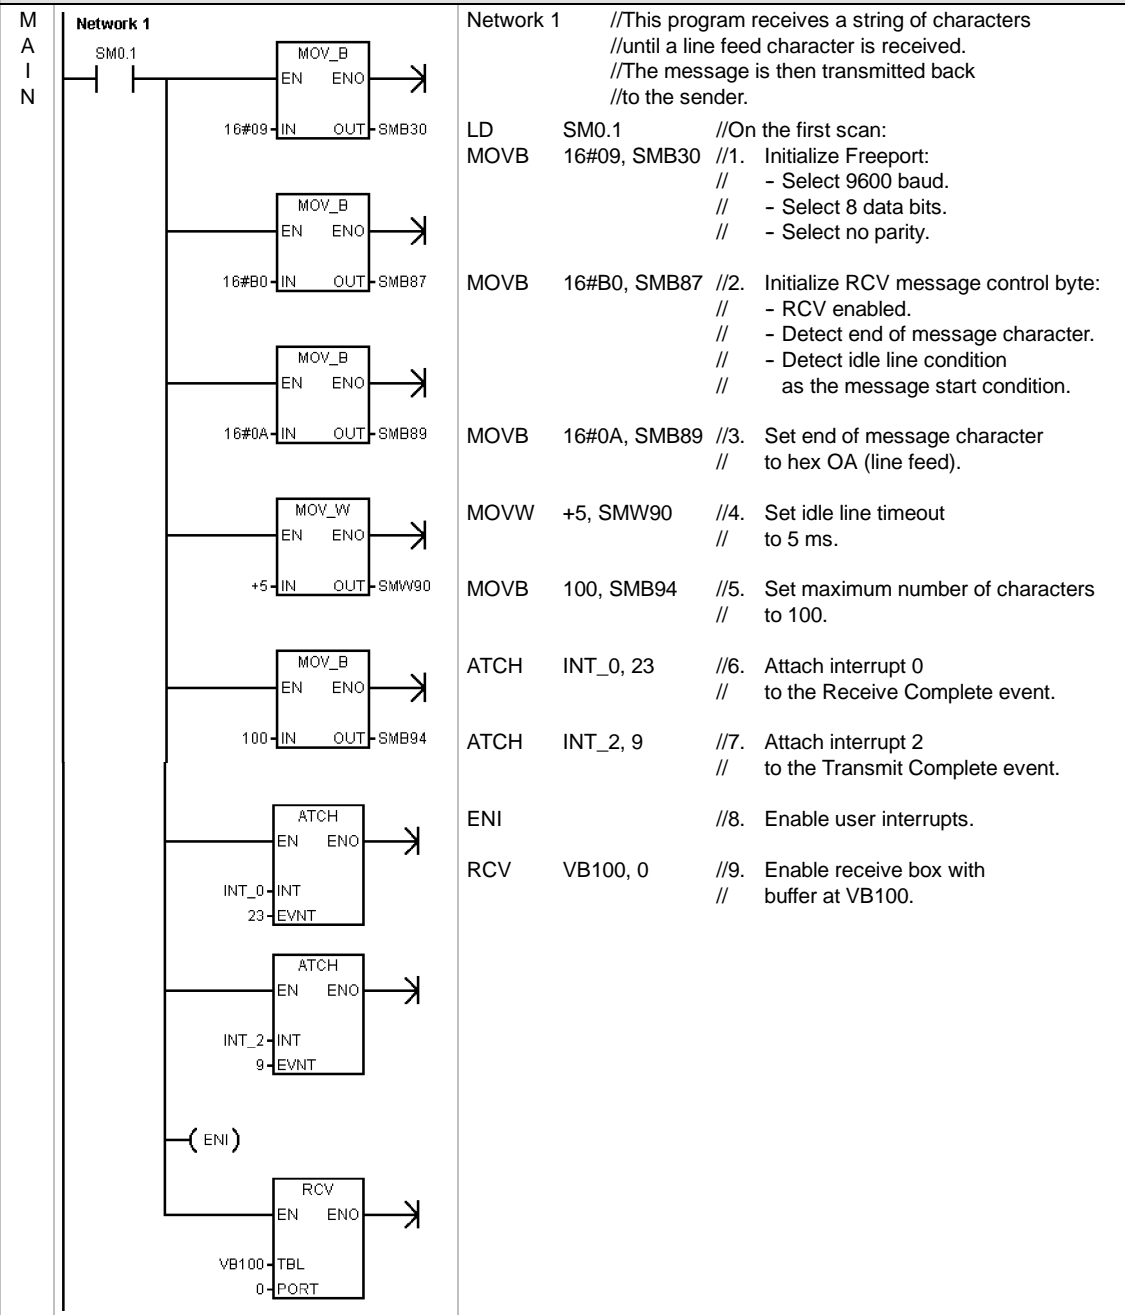 M
A
I
N
Network 1
SM0.1
MOV_B
EN ENO
16#09 IN OUT SMB30
MOV_B
EN ENO
16#B0 IN OUT SMB87
MOV_B
EN ENO
16#0A IN OUT SMB89
MOV_W
EN ENO
+5 IN OUT SMW90
MOV_B
EN ENO
100 IN OUT SMB94
ATCH
EN ENO
INT_0 INT
23 EVNT
ATCH
EN ENO
INT_2 INT
9 EVNT
ENI
RCV
EN ENO
VB100 TBL
0 PORT
Network 1 //This program receives a string of characters
//until a line feed character is received.
//The message is then transmitted back
//to the sender.
LD SM0.1 //On the first scan:
MOVB 16#09, SMB30 //1. Initialize Freeport:
// - Select 9600 baud.
// - Select 8 data bits.
// - Select no parity.
MOVB 16#B0, SMB87 //2. Initialize RCV message control byte:
// - RCV enabled.
// - Detect end of message character.
// - Detect idle line condition
// as the message start condition.
MOVB 16#0A, SMB89 //3. Set end of message character
// to hex OA (line feed).
MOVW +5, SMW90 //4. Set idle line timeout
// to 5 ms.
MOVB 100, SMB94 //5. Set maximum number of characters
// to 100.
ATCH INT_0, 23 //6. Attach interrupt 0
// to the Receive Complete event.
ATCH INT_2, 9 //7. Attach interrupt 2
// to the Transmit Complete event.
ENI //8. Enable user interrupts.
RCV VB100, 0 //9. Enable receive box with
// buffer at VB100.